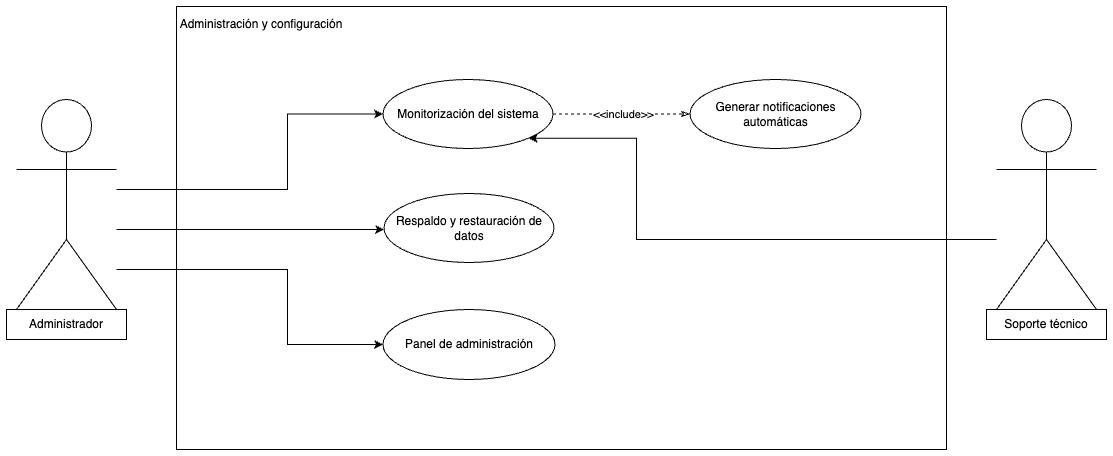 Administración y configuración
Monitorización del sistema
<<include>>
Generar notificaciones
automáticas
Respaldo y restauración de
datos
Administrador
Soporte técnico
Panel de administración